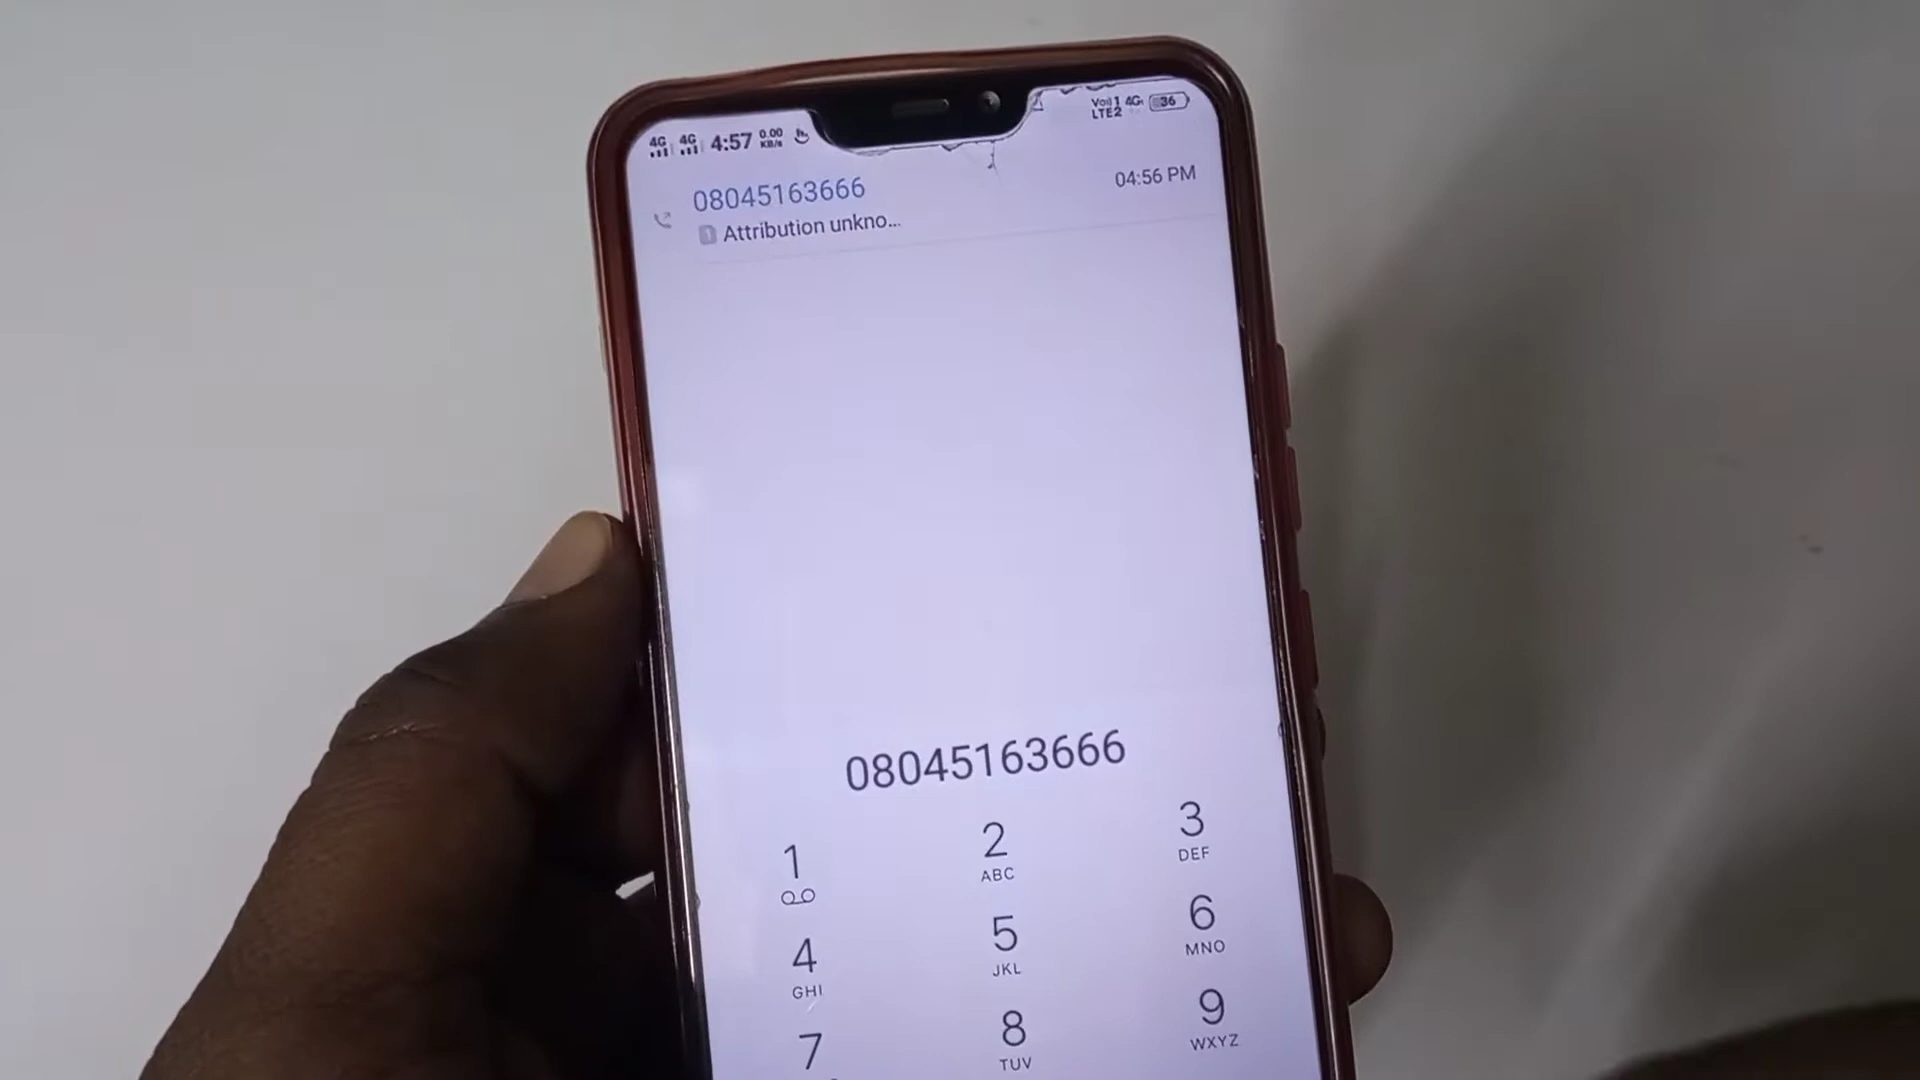 4G 4G 4:57 0.00 KB/s
Vo 1 4G 36
LTE2
08045163666
04:56 PM
1 Attribution unkno...
08045163666
1 2 3
ABC DEF
4 5 6
GHI JKL MNO
7 8 9
TUV WXYZ